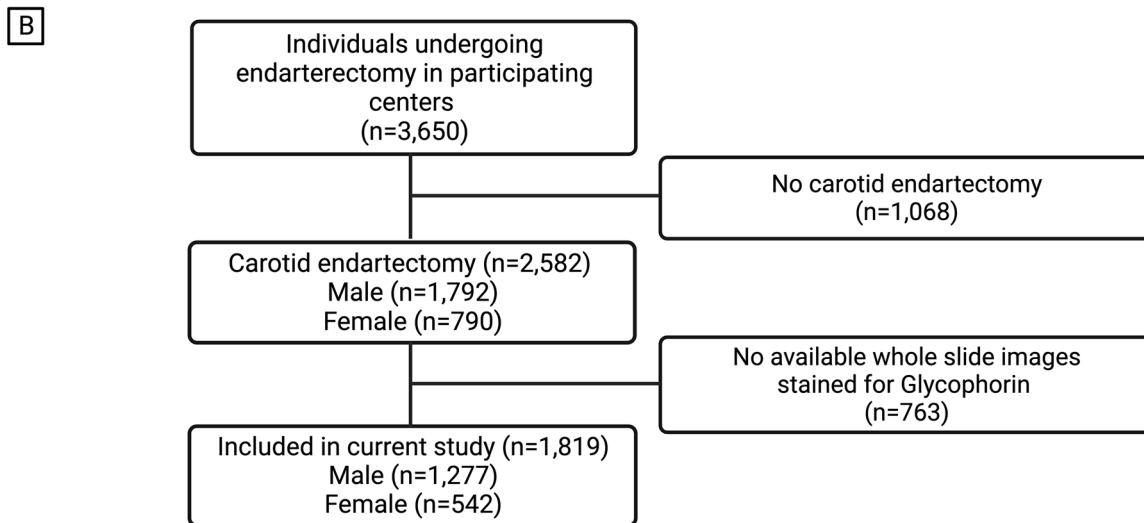 B
Individuals undergoing
endarterectomy in participating
centers
(n=3,650)
No carotid endartectomy
(n=1,068)
Carotid endartectomy (n=2,582)
Male (n=1,792)
Female (n=790)
No available whole slide images
stained for Glycophorin
(n=763)
Included in current study (n=1,819)
Male (n=1,277)
Female (n=542)